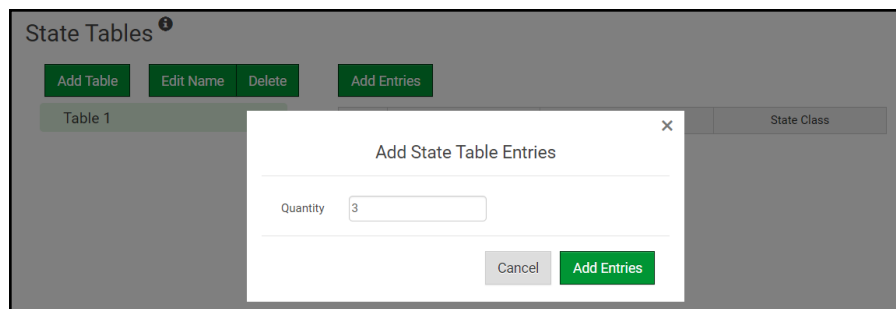 State Tables
Add Table Edit Name Delete Add Entries
Table 1 State Class
×
Add State Table Entries
Quantity 3
Cancel Add Entries